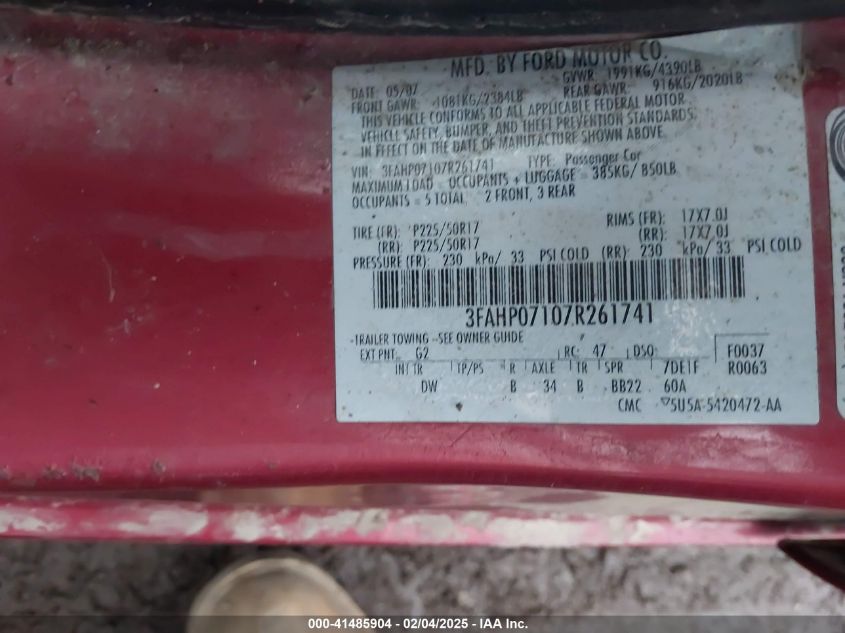 MFD. BY FORD MOTOR CO.
DATE 05/07 GVWR 1991KG/4390LB
FRONT GAWR 1081KG/2384LB REAR GAWR 916KG/2020LB
THIS VEHICLE CONFORMS TO ALL APPLICABLE FEDERAL MOTOR
VEHICLE SAFETY, BUMPER, AND THEFT PREVENTION STANDARDS
IN EFFECT ON THE DATE OF MANUFACTURE SHOWN ABOVE.
VIN: 3FAHP07107R261741 TYPE: Passenger Car
MAXIMUM LOAD = OCCUPANTS + LUGGAGE = 385KG/ 850LB
OCCUPANTS = 5 TOTAL 2 FRONT, 3 REAR
TIRE (FR): P225/50R17 RIMS (FR): 17X7.0J
(RR): P225/50R17 (RR): 17X7.0J
PRESSURE (FR): 230 kPa/ 33 PSI COLD (RR): 230 kPa/ 33 PSI COLD
3FAHP07107R261741
-TRAILER TOWING -SEE OWNER GUIDE
EXT PNT: G2 RC: 47 DSO: F0037
INT TR TP/PS R AXLE TR SPR 7DE1F R0063
DW B 34 B BB22 60A
CMC 5U5A-5420472-AA
000-41485904 - 02/04/2025 - IAA Inc.